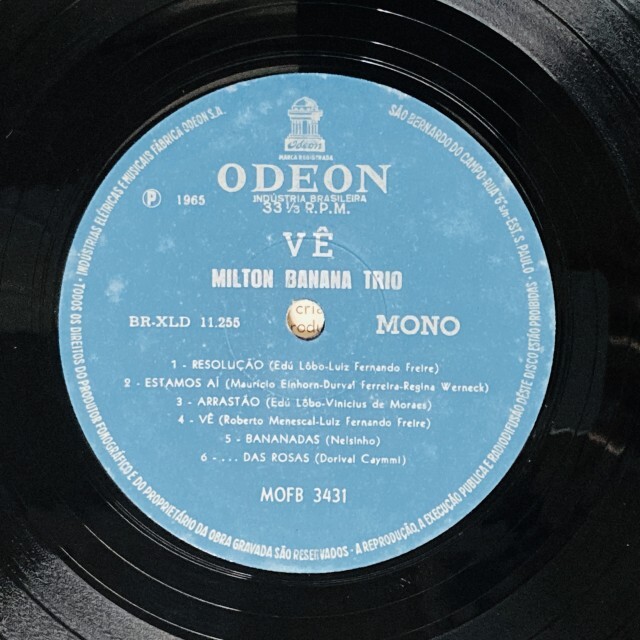 Odeon
MARCA REGISTRADA
ODEON
INDÚSTRIA BRASILEIRA
33 1/3 R.P.M.
℗ 1965
VÊ
MILTON BANANA TRIO
BR-XLD 11.255
MONO
1 - RESOLUÇÃO (Edú Lôbo-Luiz Fernando Freire)
2 - ESTAMOS AÍ (Mauricio Einhorn-Durval Ferreira-Regina Werneck)
3 - ARRASTÃO (Edú Lôbo-Vinicius de Moraes)
4 - VÊ (Roberto Menescal-Luiz Fernando Freire)
5 - BANANADAS (Nelsinho)
6 - ... DAS ROSAS (Dorival Caymmi)
MOFB 3431
INDÚSTRIAS ELÉTRICAS E MUSICAIS FÁBRICA ODEON S.A.
SÃO BERNARDO DO CAMPO - RUA "6" EST. S. PAULO
TODOS OS DIREITOS DO PRODUTOR FONOGRÁFICO E DO PROPRIETÁRIO DA OBRA GRAVADA SÃO RESERVADOS - A REPRODUÇÃO, A EXECUÇÃO PÚBLICA E RADIODIFUSÃO DESTE DISCO ESTÃO PROIBIDAS